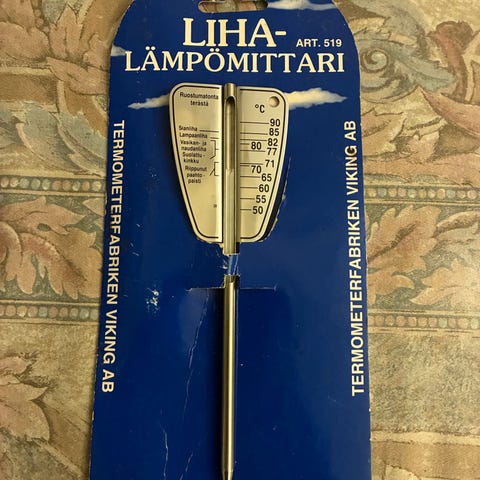 LIHA-
ART. 519
LÄMPÖMITTARI
Ruostumatonta
terästä
°C
Sianliha
Lampaanliha
Vasikan- ja
naudanliha
Suolattu-
kinkku
Riippunut
paahto-
paisti
90
85
82
80
77
71
70
65
60
55
50
TERMOMETERFABRIKEN VIKING AB
TERMOMETERFABRIKEN VIKING AB